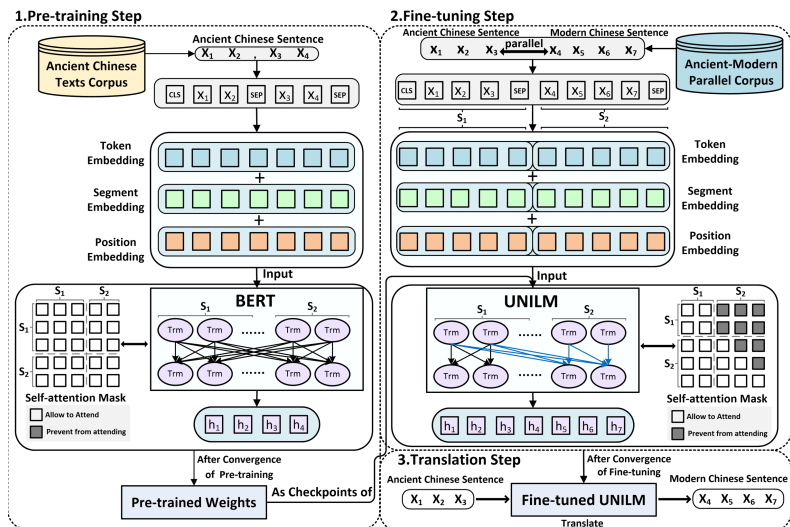 1.Pre-training Step
Ancient Chinese Sentence
X1 X2 , X3 X4
Ancient Chinese
Texts Corpus
CLS X1 X2 SEP X3 X4 SEP
Token
Embedding
+
Segment
Embedding
+
Position
Embedding
Input
S1 S2
S1
S2
Self-attention Mask
Allow to Attend
Prevent from attending
BERT
S1 S2
Trm Trm ...... Trm Trm
Trm Trm ...... Trm Trm
h1 h2 h3 h4
After Convergence
of Pre-training
Pre-trained Weights
As Checkpoints of
2.Fine-tuning Step
Ancient Chinese Sentence Modern Chinese Sentence
X1 X2 X3 parallel X4 X5 X6 X7
Ancient-Modern
Parallel Corpus
CLS X1 X2 X3 SEP X4 X5 X6 X7 SEP
S1 S2
Token
Embedding
+
Segment
Embedding
+
Position
Embedding
Input
UNILM
S1 S2
Trm Trm ...... Trm Trm
Trm Trm ...... Trm Trm
h1 h2 h3 h4 h5 h6 h7
S1 S2
S1
S2
Self-attention Mask
Allow to Attend
Prevent from attending
After Convergence
of Fine-tuning
3.Translation Step
Ancient Chinese Sentence
X1 X2 X3
Fine-tuned UNILM
Translate
Modern Chinese Sentence
X4 X5 X6 X7